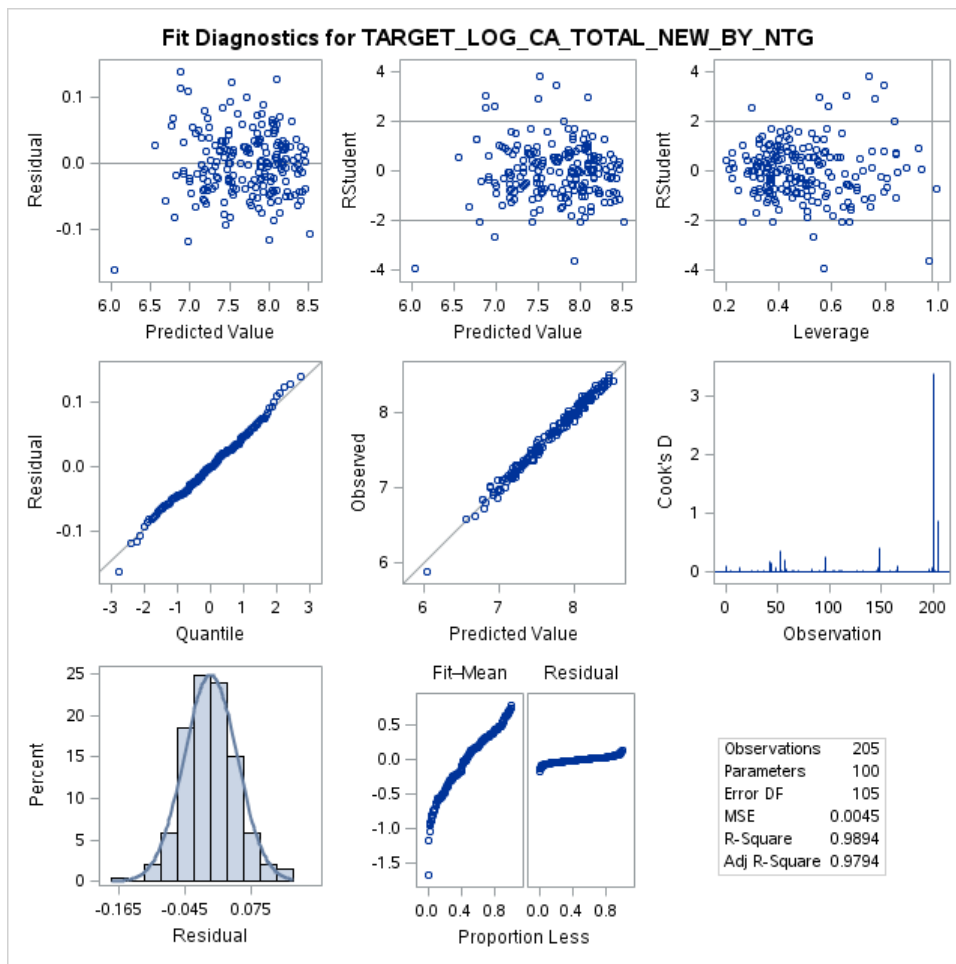 Fit Diagnostics for TARGET_LOG_CA_TOTAL_NEW_BY_NTG
Residual
0.1
0.0
-0.1
6.0 6.5 7.0 7.5 8.0 8.5
Predicted Value
RStudent
4
2
0
-2
-4
6.0 6.5 7.0 7.5 8.0 8.5
Predicted Value
RStudent
4
2
0
-2
-4
0.2 0.4 0.6 0.8 1.0
Leverage
Residual
0.1
0.0
-0.1
-3 -2 -1 0 1 2 3
Quantile
Observed
8
7
6
6 7 8
Predicted Value
Cook's D
3
2
1
0
0 50 100 150 200
Observation
Percent
25
20
15
10
5
0
-0.165 -0.045 0.075
Residual
Fit–Mean Residual
0.5
0.0
-0.5
-1.0
-1.5
0.0 0.4 0.8 0.0 0.4 0.8
Proportion Less
Observations 205
Parameters 100
Error DF 105
MSE 0.0045
R-Square 0.9894
Adj R-Square 0.9794